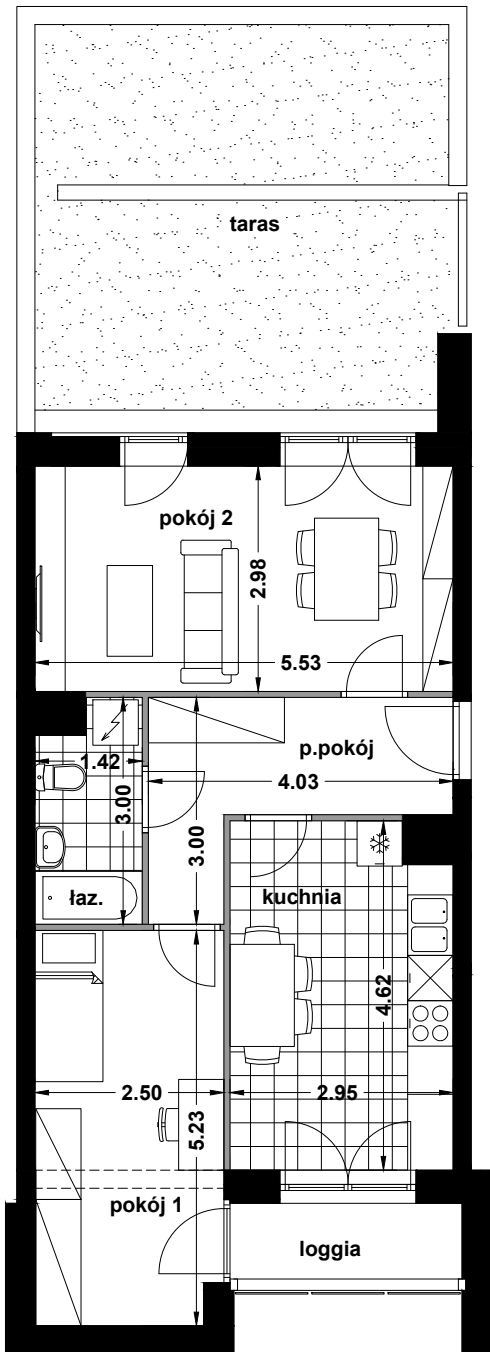 taras
pokój 2
2.98
5.53
p.pokój
1.42
4.03
3.00
3.00
kuchnia
łaz.
4.62
2.50
2.95
5.23
pokój 1
loggia